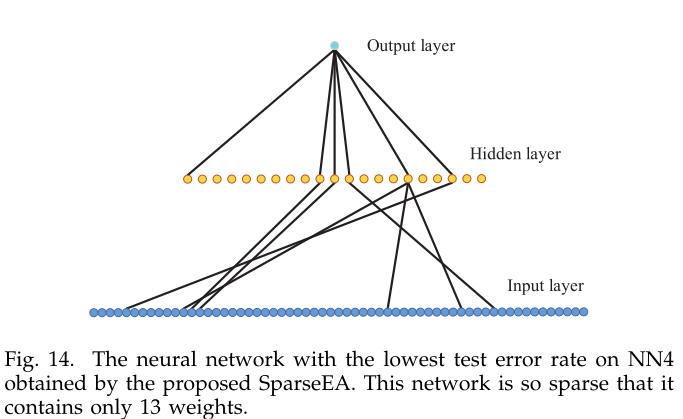 Output layer
Hidden layer
Input layer
Fig. 14. The neural network with the lowest test error rate on NN4
obtained by the proposed SparseEA. This network is so sparse that it
contains only 13 weights.